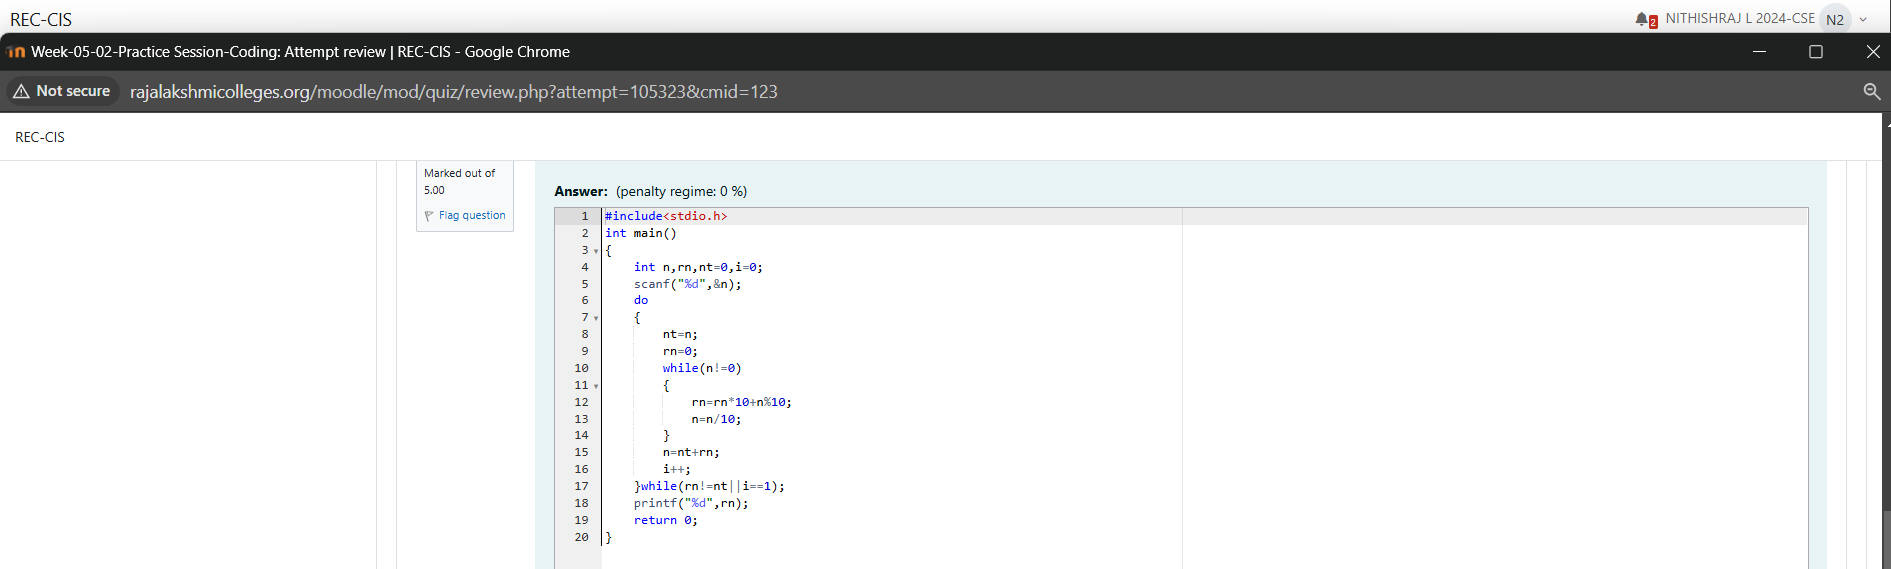 REC-CIS
2 NITHISHRAJ L 2024-CSE N2
Week-05-02-Practice Session-Coding: Attempt review | REC-CIS - Google Chrome
Not secure rajalakshmicolleges.org/moodle/mod/quiz/review.php?attempt=105323&cmid=123
REC-CIS
Marked out of
5.00
Flag question
Answer: (penalty regime: 0 %)
1 #include<stdio.h>
2 int main()
3 {
4 int n,rn,nt=0,i=0;
5 scanf("%d",&n);
6 do
7 {
8 nt=n;
9 rn=0;
10 while(n!=0)
11 {
12 rn=rn*10+n%10;
13 n=n/10;
14 }
15 n=nt+rn;
16 i++;
17 }while(rn!=nt||i==1);
18 printf("%d",rn);
19 return 0;
20 }